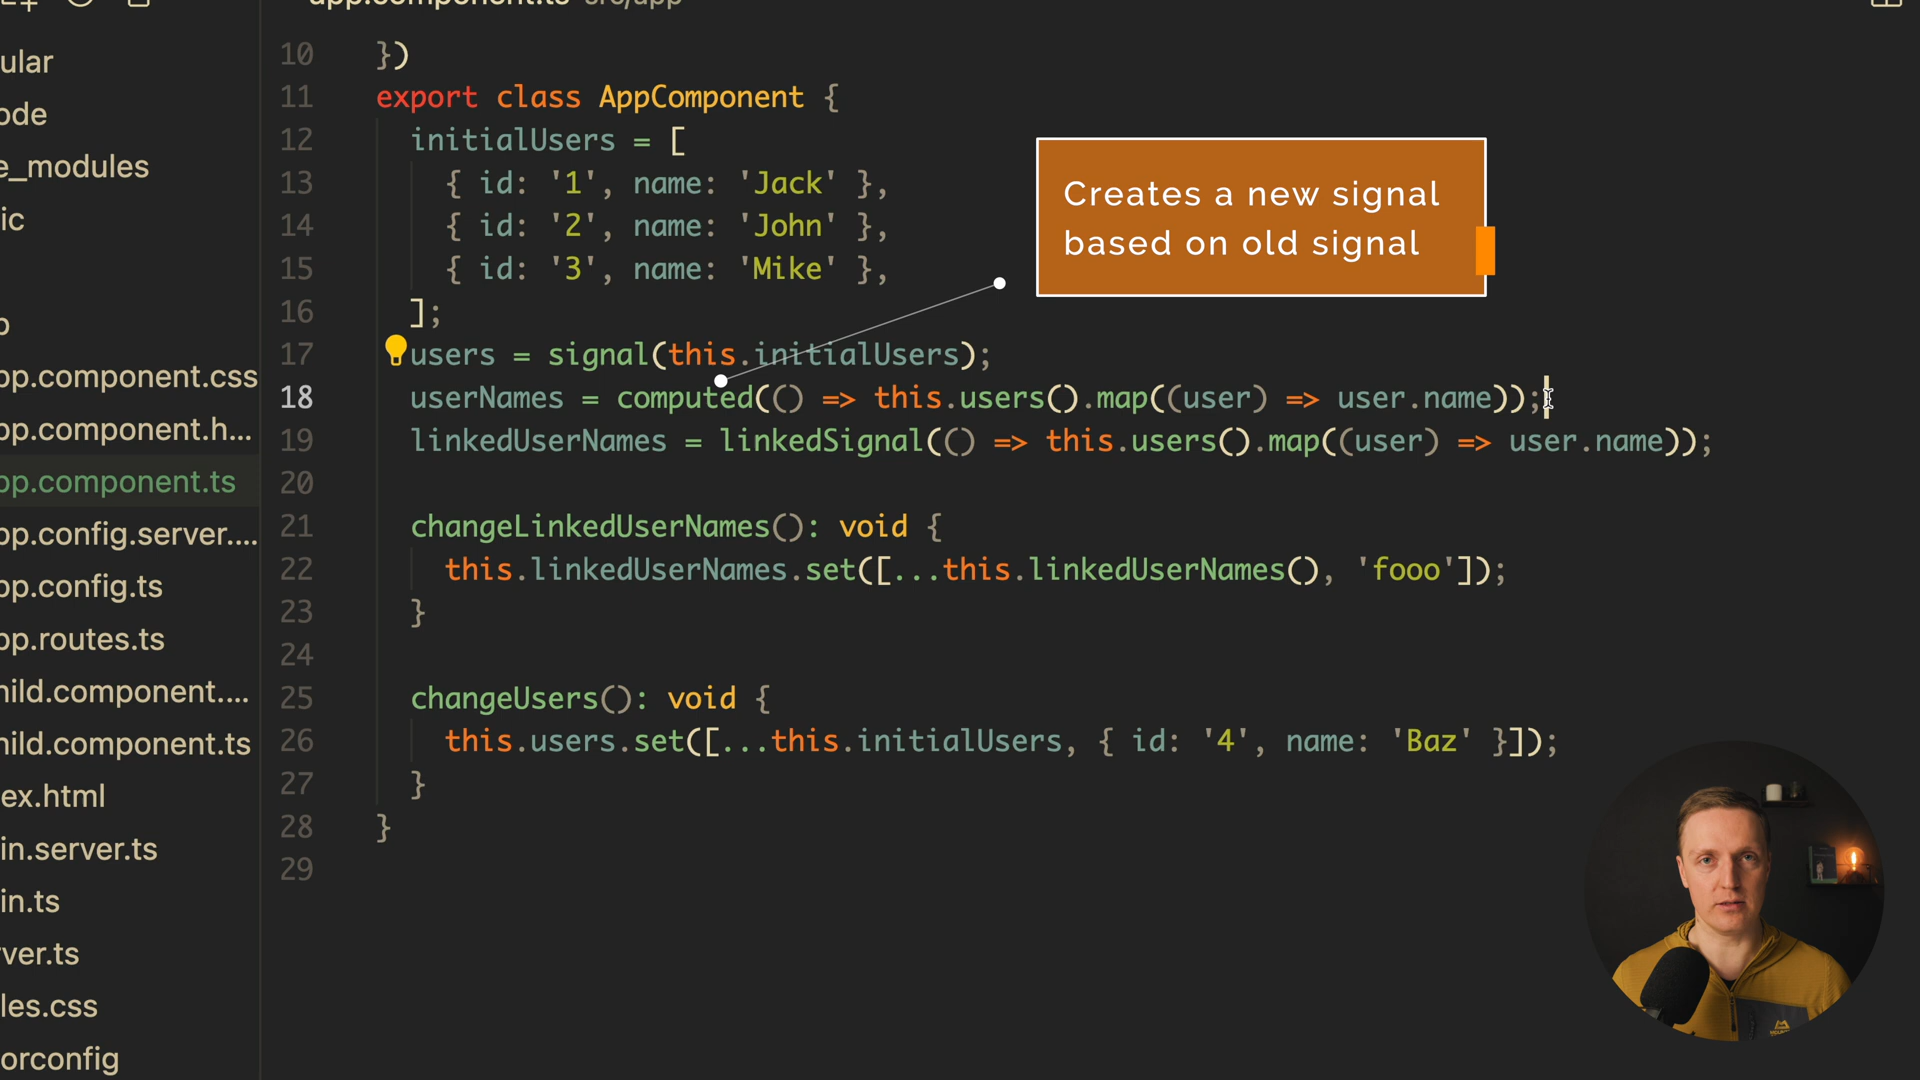 app.component.ts src/app
ular
ode
e_modules
ic
pp.component.css
pp.component.h...
pp.component.ts
pp.config.server....
pp.config.ts
pp.routes.ts
hild.component....
hild.component.ts
ex.html
in.server.ts
in.ts
ver.ts
les.css
orconfig
10 })
11 export class AppComponent {
12 initialUsers = [
13 { id: '1', name: 'Jack' },
14 { id: '2', name: 'John' },
15 { id: '3', name: 'Mike' },
16 ];
17 users = signal(this.initialUsers);
18 userNames = computed(() => this.users().map((user) => user.name));
19 linkedUserNames = linkedSignal(() => this.users().map((user) => user.name));
20
21 changeLinkedUserNames(): void {
22 this.linkedUserNames.set([...this.linkedUserNames(), 'fooo']);
23 }
24
25 changeUsers(): void {
26 this.users.set([...this.initialUsers, { id: '4', name: 'Baz' }]);
27 }
28 }
29
Creates a new signal
based on old signal